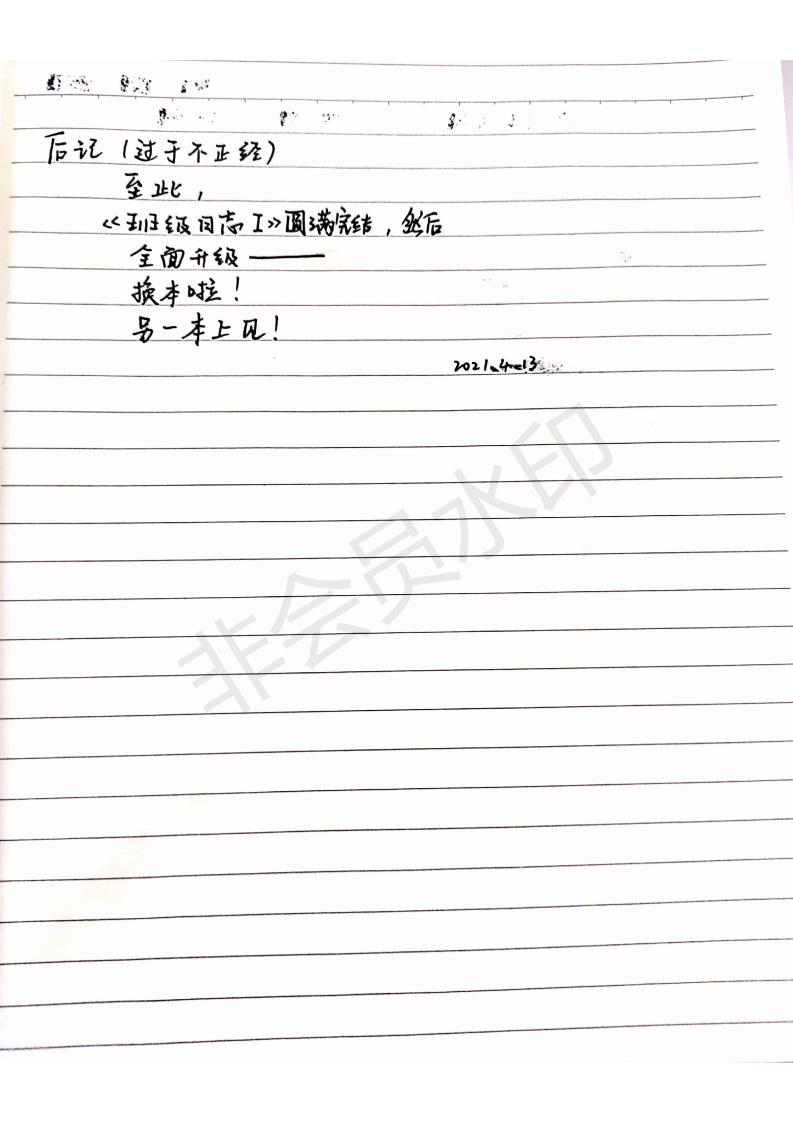 后记（过于不正经）
至此，
《班级日志I》圆满完结，然后
全面升级——
换本啦！
另一本上见！
2021.4.13
非会员水印